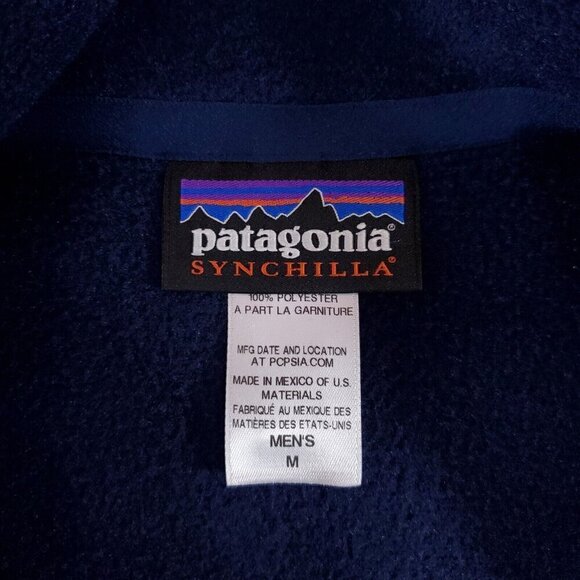 patagonia®
SYNCHILLA®
100% POLYESTER
A PART LA GARNITURE
MFG DATE AND LOCATION
AT PCPSIA.COM
MADE IN MEXICO OF U.S.
MATERIALS
FABRIQUÉ AU MEXIQUE DES
MATIÈRES DES ETATS-UNIS
MEN'S
M